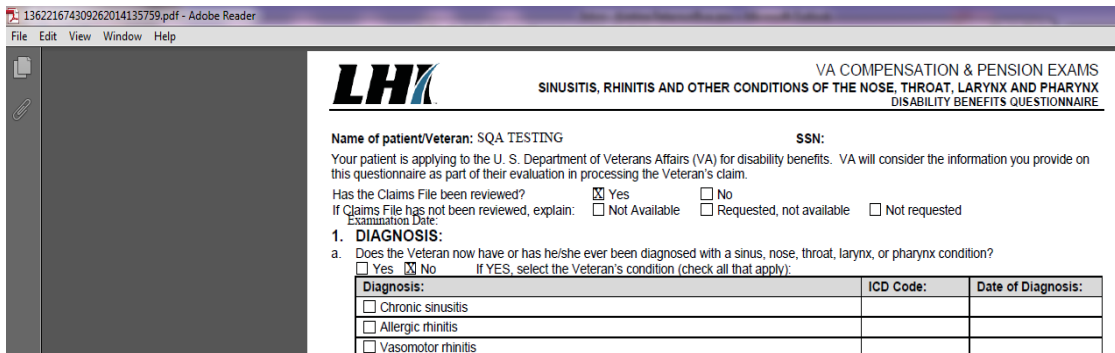 136221674309262014135759.pdf - Adobe Reader
File Edit View Window Help
LHI
VA COMPENSATION & PENSION EXAMS
SINUSITIS, RHINITIS AND OTHER CONDITIONS OF THE NOSE, THROAT, LARYNX AND PHARYNX
DISABILITY BENEFITS QUESTIONNAIRE
Name of patient/Veteran: SQA TESTING SSN:
Your patient is applying to the U. S. Department of Veterans Affairs (VA) for disability benefits. VA will consider the information you provide on
this questionnaire as part of their evaluation in processing the Veteran's claim.
Has the Claims File been reviewed? X Yes No
If Claims File has not been reviewed, explain: Not Available Requested, not available Not requested
Examination Date:
1. DIAGNOSIS:
a. Does the Veteran now have or has he/she ever been diagnosed with a sinus, nose, throat, larynx, or pharynx condition?
Yes X No If YES, select the Veteran's condition (check all that apply):
Diagnosis: ICD Code: Date of Diagnosis:
Chronic sinusitis
Allergic rhinitis
Vasomotor rhinitis